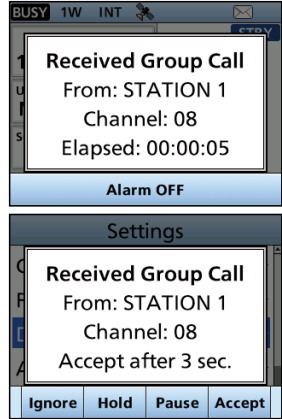 BUSY 1W INT
STBY
Received Group Call
From: STATION 1
Channel: 08
Elapsed: 00:00:05
Alarm OFF
Settings
Received Group Call
From: STATION 1
Channel: 08
Accept after 3 sec.
Ignore Hold Pause Accept